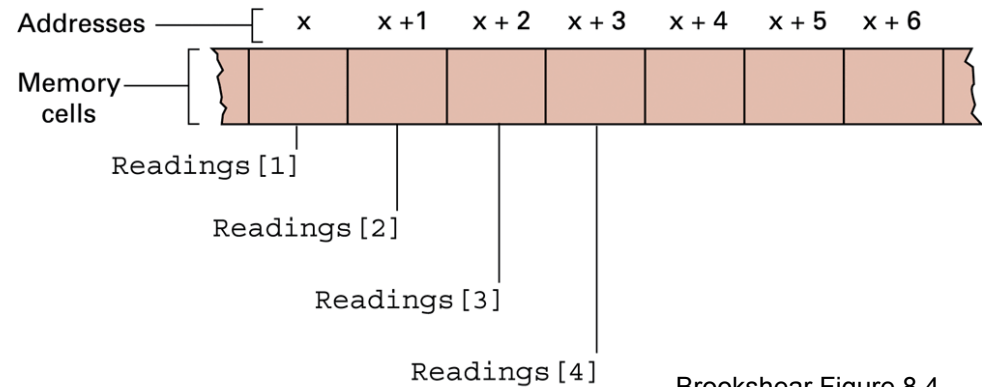 Addresses x x +1 x + 2 x + 3 x + 4 x + 5 x + 6
Memory
cells
Readings[1]
Readings[2]
Readings[3]
Readings[4]
Brookshear Figure 8.4